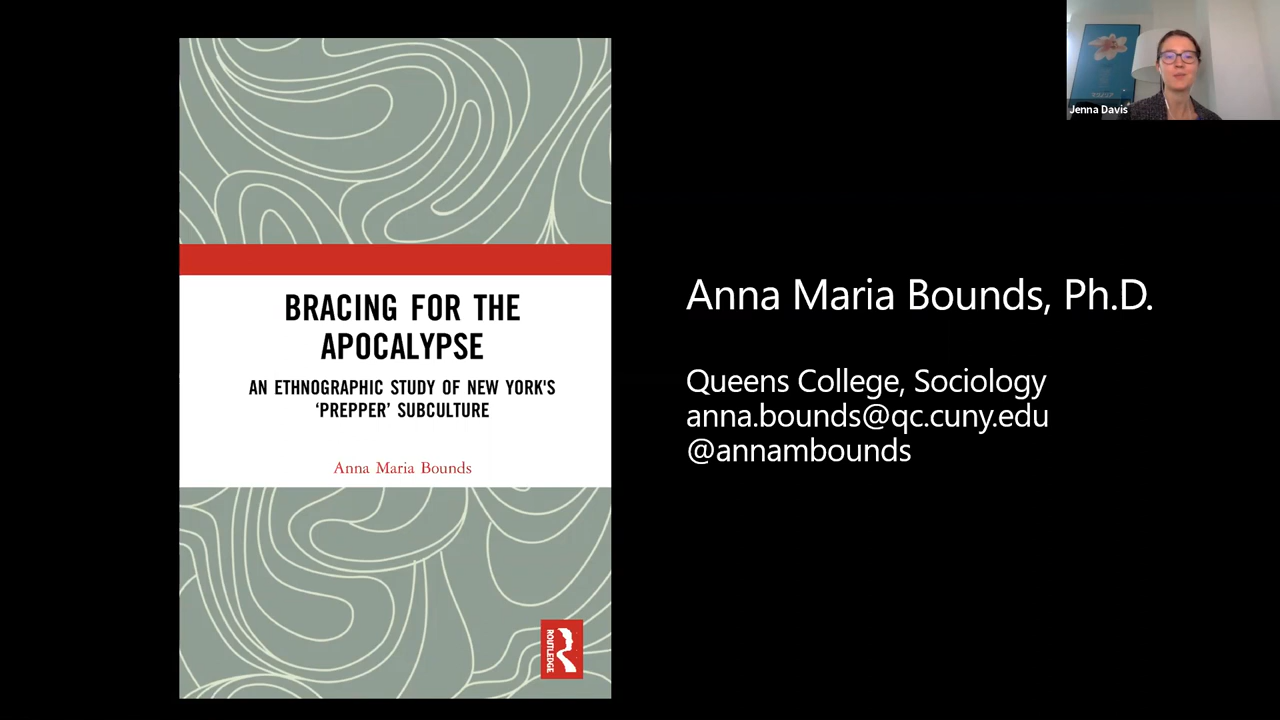 BRACING FOR THE
APOCALYPSE
AN ETHNOGRAPHIC STUDY OF NEW YORK'S
‘PREPPER’ SUBCULTURE
Anna Maria Bounds
ROUTLEDGE
Anna Maria Bounds, Ph.D.
Queens College, Sociology
anna.bounds@qc.cuny.edu
@annambounds
Jenna Davis